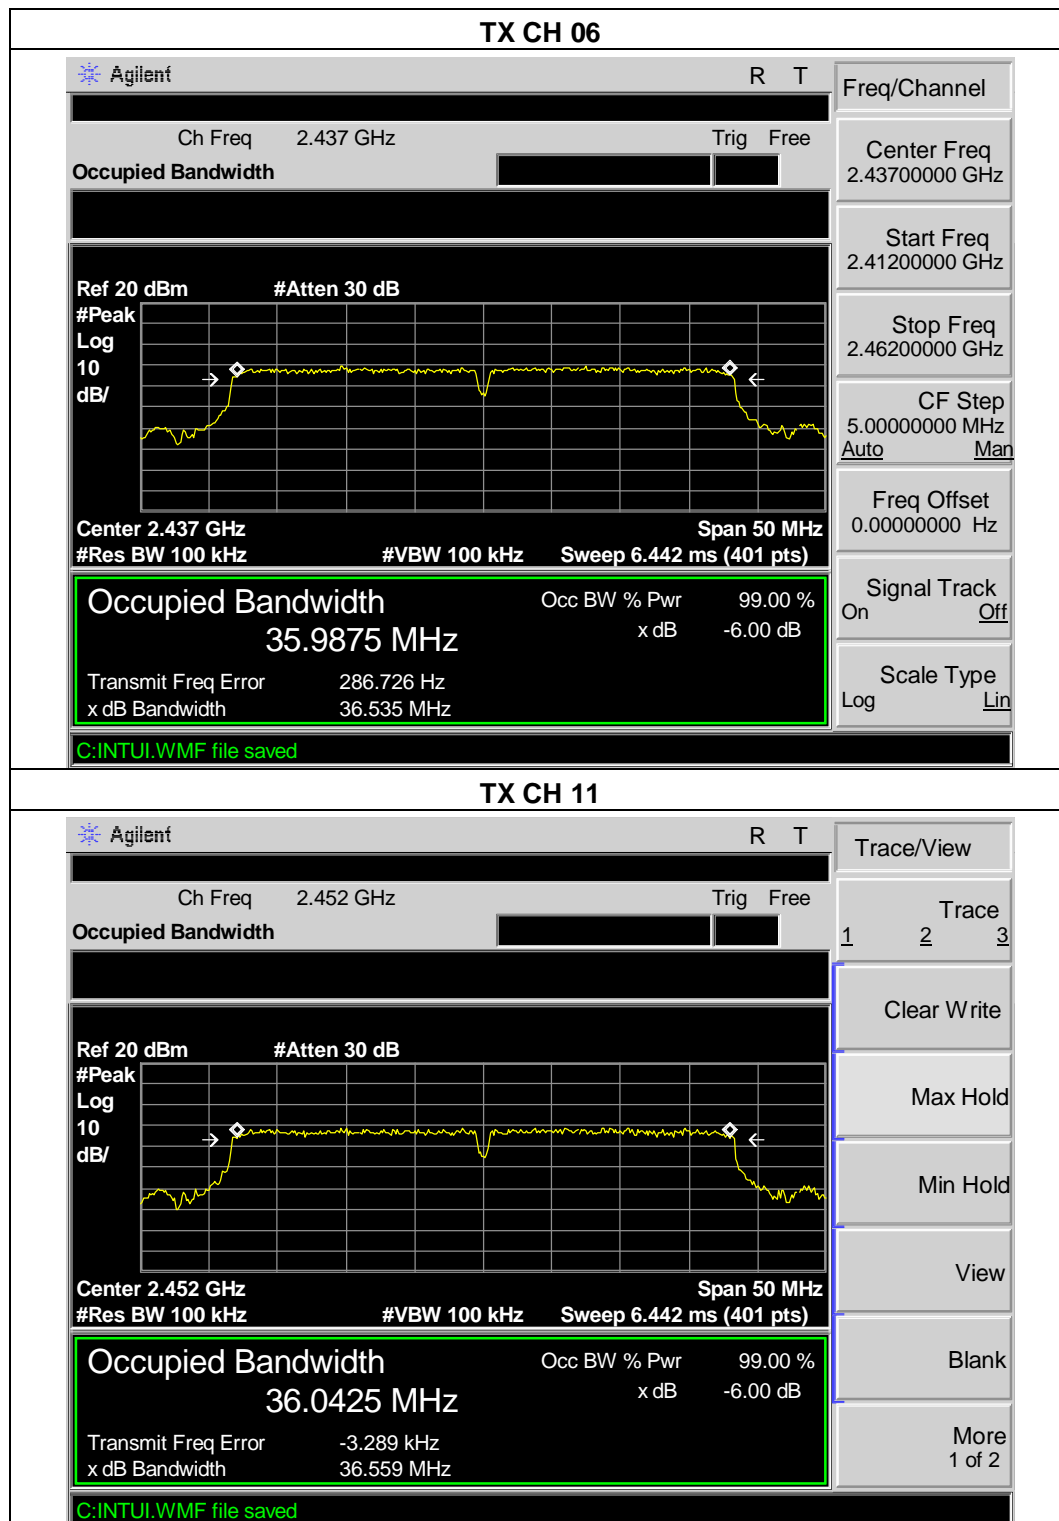 TX CH 06
Agilent R T
Freq/Channel
Ch Freq 2.437 GHz Trig Free
Occupied Bandwidth
Center Freq
2.43700000 GHz
Start Freq
2.41200000 GHz
Stop Freq
2.46200000 GHz
CF Step
5.00000000 MHz
Auto Man
Freq Offset
0.00000000 Hz
Signal Track
On Off
Scale Type
Log Lin
Ref 20 dBm #Atten 30 dB
#Peak
Log
10
dB/
Center 2.437 GHz Span 50 MHz
#Res BW 100 kHz #VBW 100 kHz Sweep 6.442 ms (401 pts)
Occupied Bandwidth Occ BW % Pwr 99.00 %
35.9875 MHz x dB -6.00 dB
Transmit Freq Error 286.726 Hz
x dB Bandwidth 36.535 MHz
C:INTUI.WMF file saved
TX CH 11
Agilent R T
Trace/View
Ch Freq 2.452 GHz Trig Free
Occupied Bandwidth
Trace
1 2 3
Clear Write
Max Hold
Min Hold
View
Blank
More
1 of 2
Ref 20 dBm #Atten 30 dB
#Peak
Log
10
dB/
Center 2.452 GHz Span 50 MHz
#Res BW 100 kHz #VBW 100 kHz Sweep 6.442 ms (401 pts)
Occupied Bandwidth Occ BW % Pwr 99.00 %
36.0425 MHz x dB -6.00 dB
Transmit Freq Error -3.289 kHz
x dB Bandwidth 36.559 MHz
C:INTUI.WMF file saved